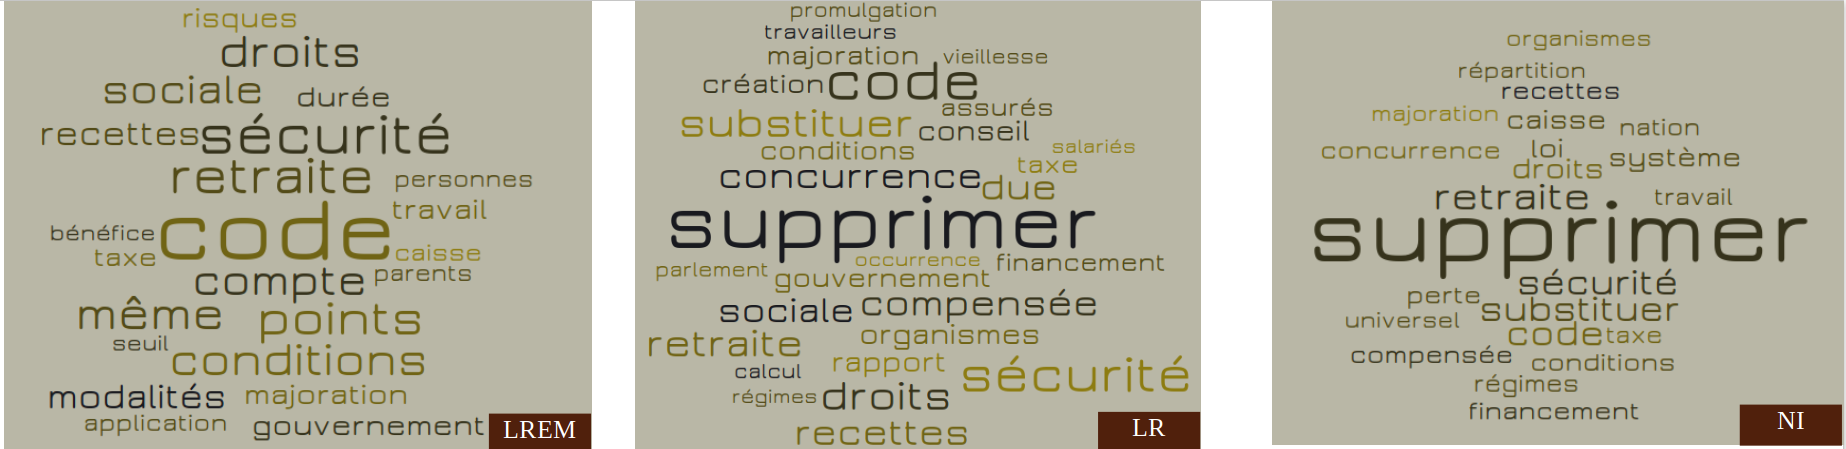 risques
droits
sociale durée
recettes sécurité
retraite personnes
travail
bénéfice code
taxe caisse
compte parents
même points
seuil
conditions
modalités majoration
application gouvernement
LREM
promulgation
travailleurs
majoration vieillesse
création code
assurés
substituer conseil
conditions salariés
taxe
concurrence due
supprimer
parlement occurrence financement
gouvernement
sociale compensée
retraite organismes
calcul rapport sécurité
régimes droits
recettes
LR
organismes
répartition
recettes
majoration caisse nation
concurrence loi système
droits
retraite travail
supprimer
sécurité
perte substituer
universel code taxe
compensée conditions
régimes
financement
NI